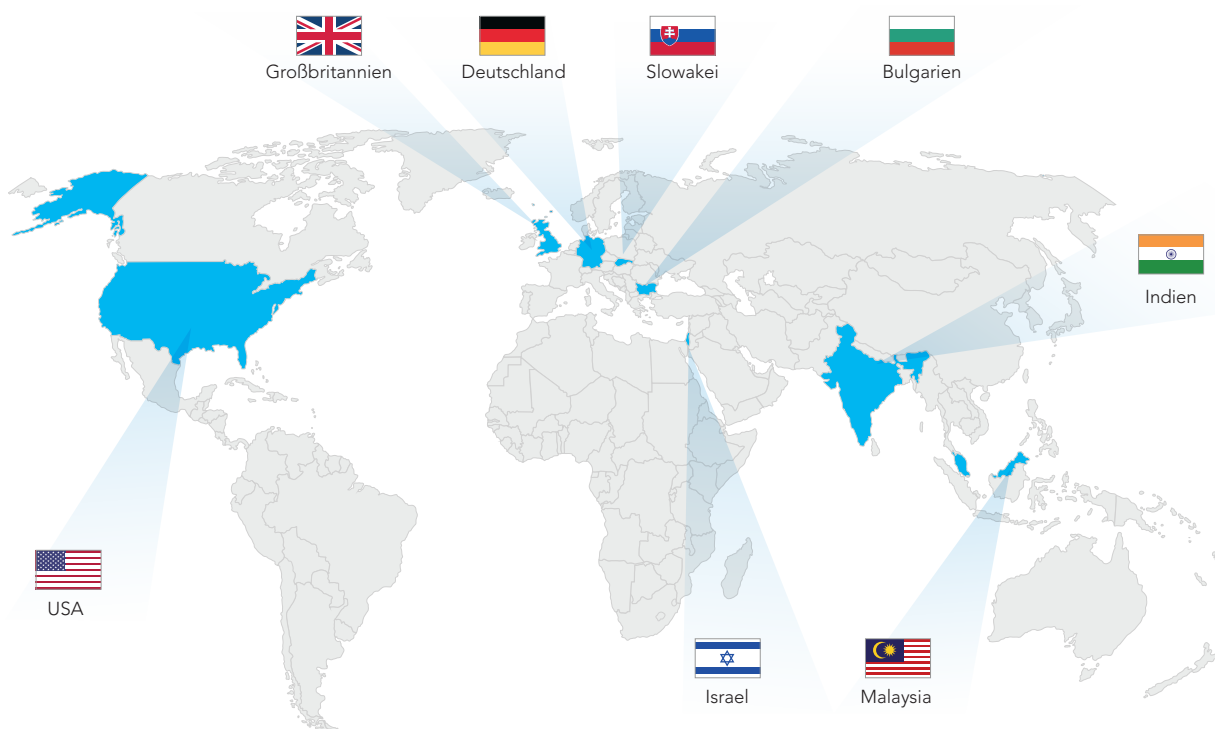 Großbritannien
Deutschland
Slowakei
Bulgarien
Indien
USA
Israel
Malaysia